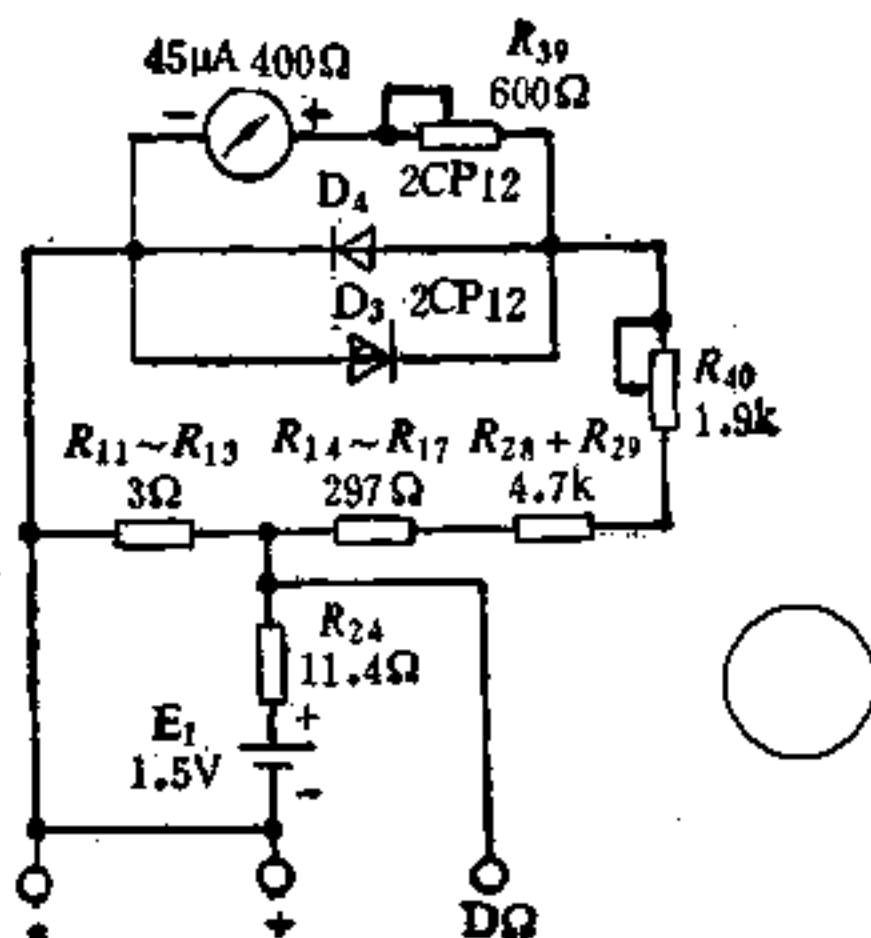 45μA 400Ω
R₃₉
600Ω
− +
2CP₁₂
D₄
D₃ 2CP₁₂
R₄₀
1.9k
R₁₁~R₁₃ R₁₄~R₁₇ R₂₈+R₂₉
3Ω 297Ω 4.7k
R₂₄
11.4Ω
+
E₁
1.5V
−
* + DΩ